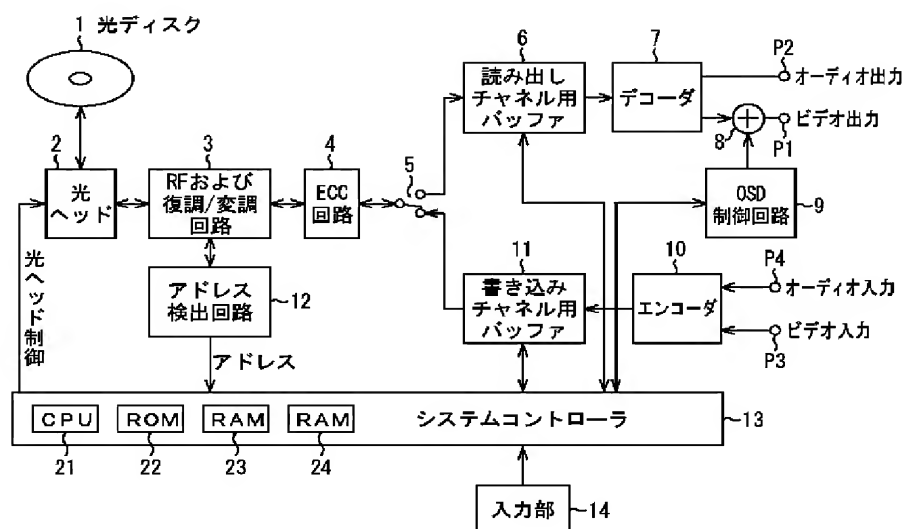 1 光ディスク
2
光
ヘッド
3
RFおよび
復調/変調
回路
4
ECC
回路
5
6
読み出し
チャネル用
バッファ
7
デコーダ
P2
オーディオ出力
8
ビデオ出力
P1
OSD
制御回路
9
光ヘッド制御
アドレス
検出回路
12
アドレス
11
書き込み
チャネル用
バッファ
10
エンコーダ
P4
オーディオ入力
ビデオ入力
P3
CPU
ROM
RAM
RAM
システムコントローラ
13
21
22
23
24
入力部
14